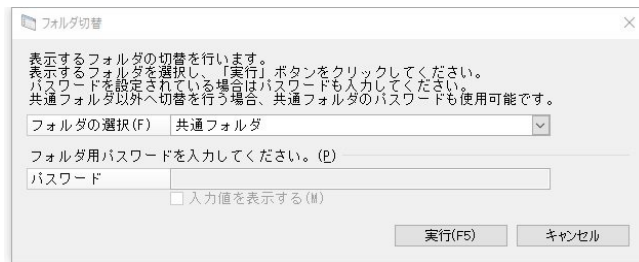 フォルダ切替
表示するフォルダの切替を行います。
表示するフォルダを選択し、「実行」ボタンをクリックしてください。
パスワードを設定されている場合はパスワードも入力してください。
共通フォルダ以外へ切替を行う場合、共通フォルダのパスワードも使用可能です。
フォルダの選択(F) 共通フォルダ
フォルダ用パスワードを入力してください。(P)
パスワード
入力値を表示する(M)
実行(F5) キャンセル